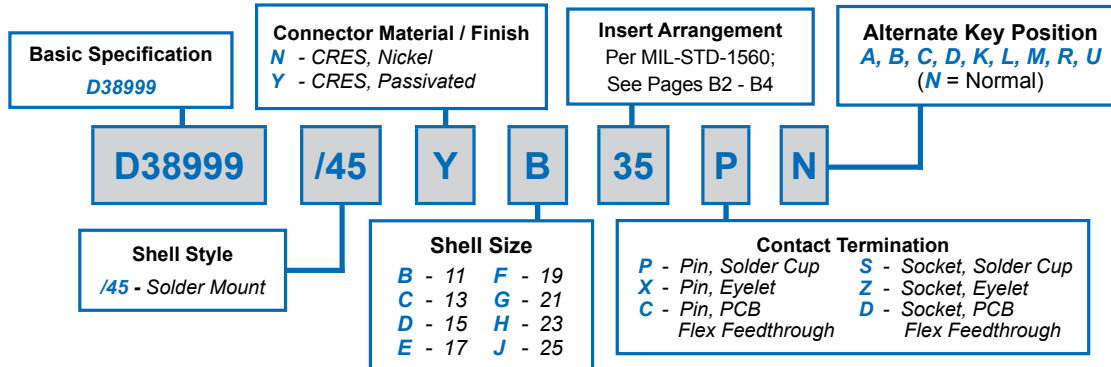 Basic Specification
D38999
Connector Material / Finish
N - CRES, Nickel
Y - CRES, Passivated
Insert Arrangement
Per MIL-STD-1560;
See Pages B2 - B4
Alternate Key Position
A, B, C, D, K, L, M, R, U
(N = Normal)
D38999 /45 Y B 35 P N
Shell Style
/45 - Solder Mount
Shell Size
B - 11 F - 19
C - 13 G - 21
D - 15 H - 23
E - 17 J - 25
Contact Termination
P - Pin, Solder Cup S - Socket, Solder Cup
X - Pin, Eyelet Z - Socket, Eyelet
C - Pin, PCB D - Socket, PCB
Flex Feedthrough Flex Feedthrough